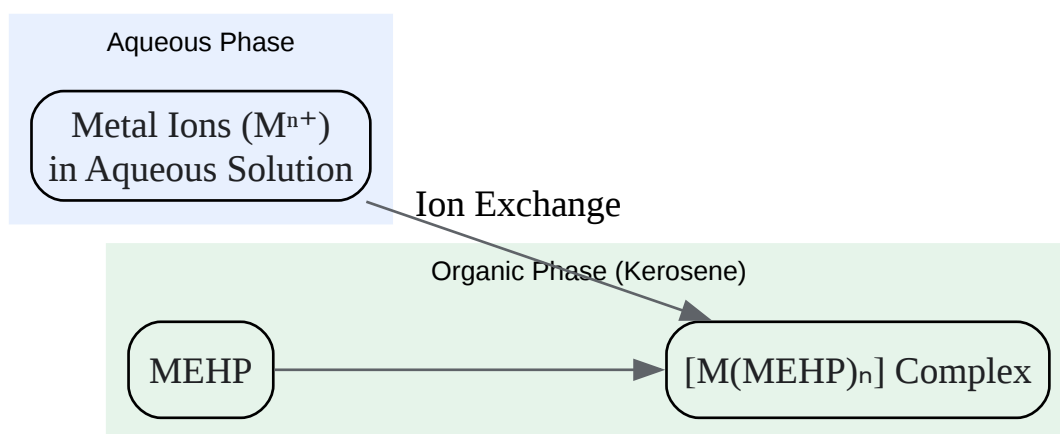 Aqueous Phase
Metal Ions (Mⁿ⁺)
in Aqueous Solution
Ion Exchange
Organic Phase (Kerosene)
MEHP
[M(MEHP)ₙ] Complex